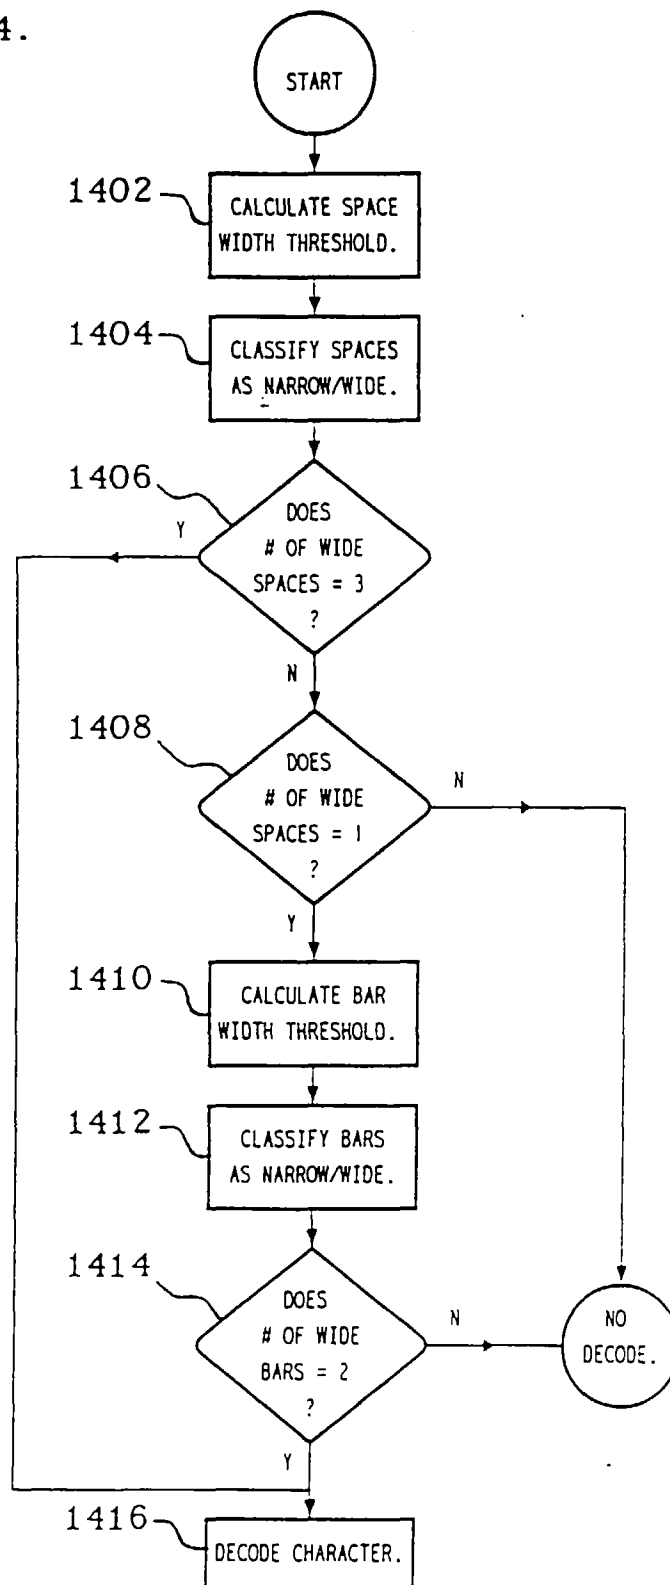 4.
START
1402
CALCULATE SPACE
WIDTH THRESHOLD.
1404
CLASSIFY SPACES
AS NARROW/WIDE.
1406
DOES
# OF WIDE
SPACES = 3
?
Y
N
1408
DOES
# OF WIDE
SPACES = 1
?
N
Y
1410
CALCULATE BAR
WIDTH THRESHOLD.
1412
CLASSIFY BARS
AS NARROW/WIDE.
1414
DOES
# OF WIDE
BARS = 2
?
N
NO
DECODE.
Y
1416
DECODE CHARACTER.